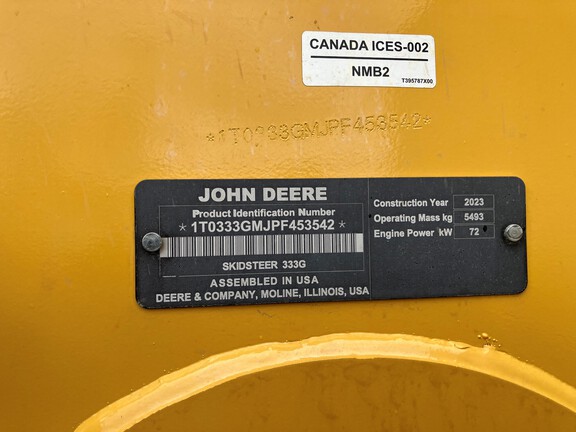 CANADA ICES-002
NMB2
T395787X00
*1T0333GMJPF453542*
JOHN DEERE
Product Identification Number
*1T0333GMJPF453542*
SKIDSTEER 333G
ASSEMBLED IN USA
DEERE & COMPANY, MOLINE, ILLINOIS, USA
Construction Year 2023
Operating Mass kg 5493
Engine Power kW 72